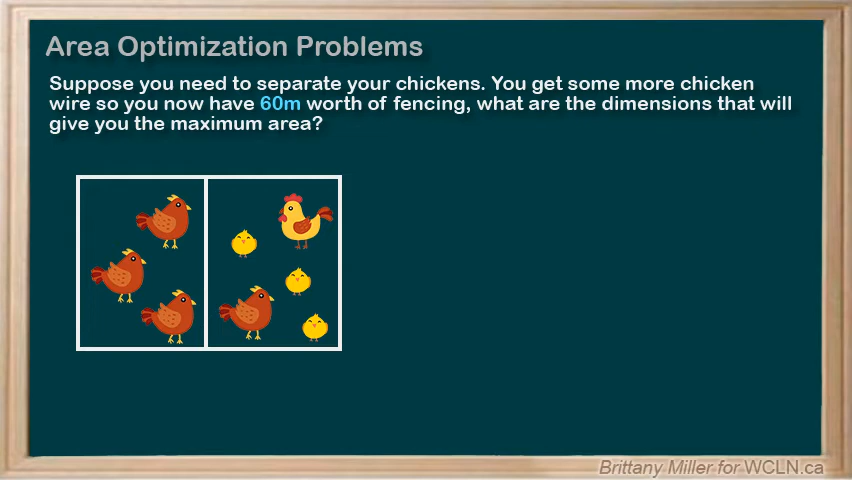 Area Optimization Problems
Suppose you need to separate your chickens. You get some more chicken
wire so you now have 60m worth of fencing, what are the dimensions that will
give you the maximum area?
Brittany Miller for WCLN.ca